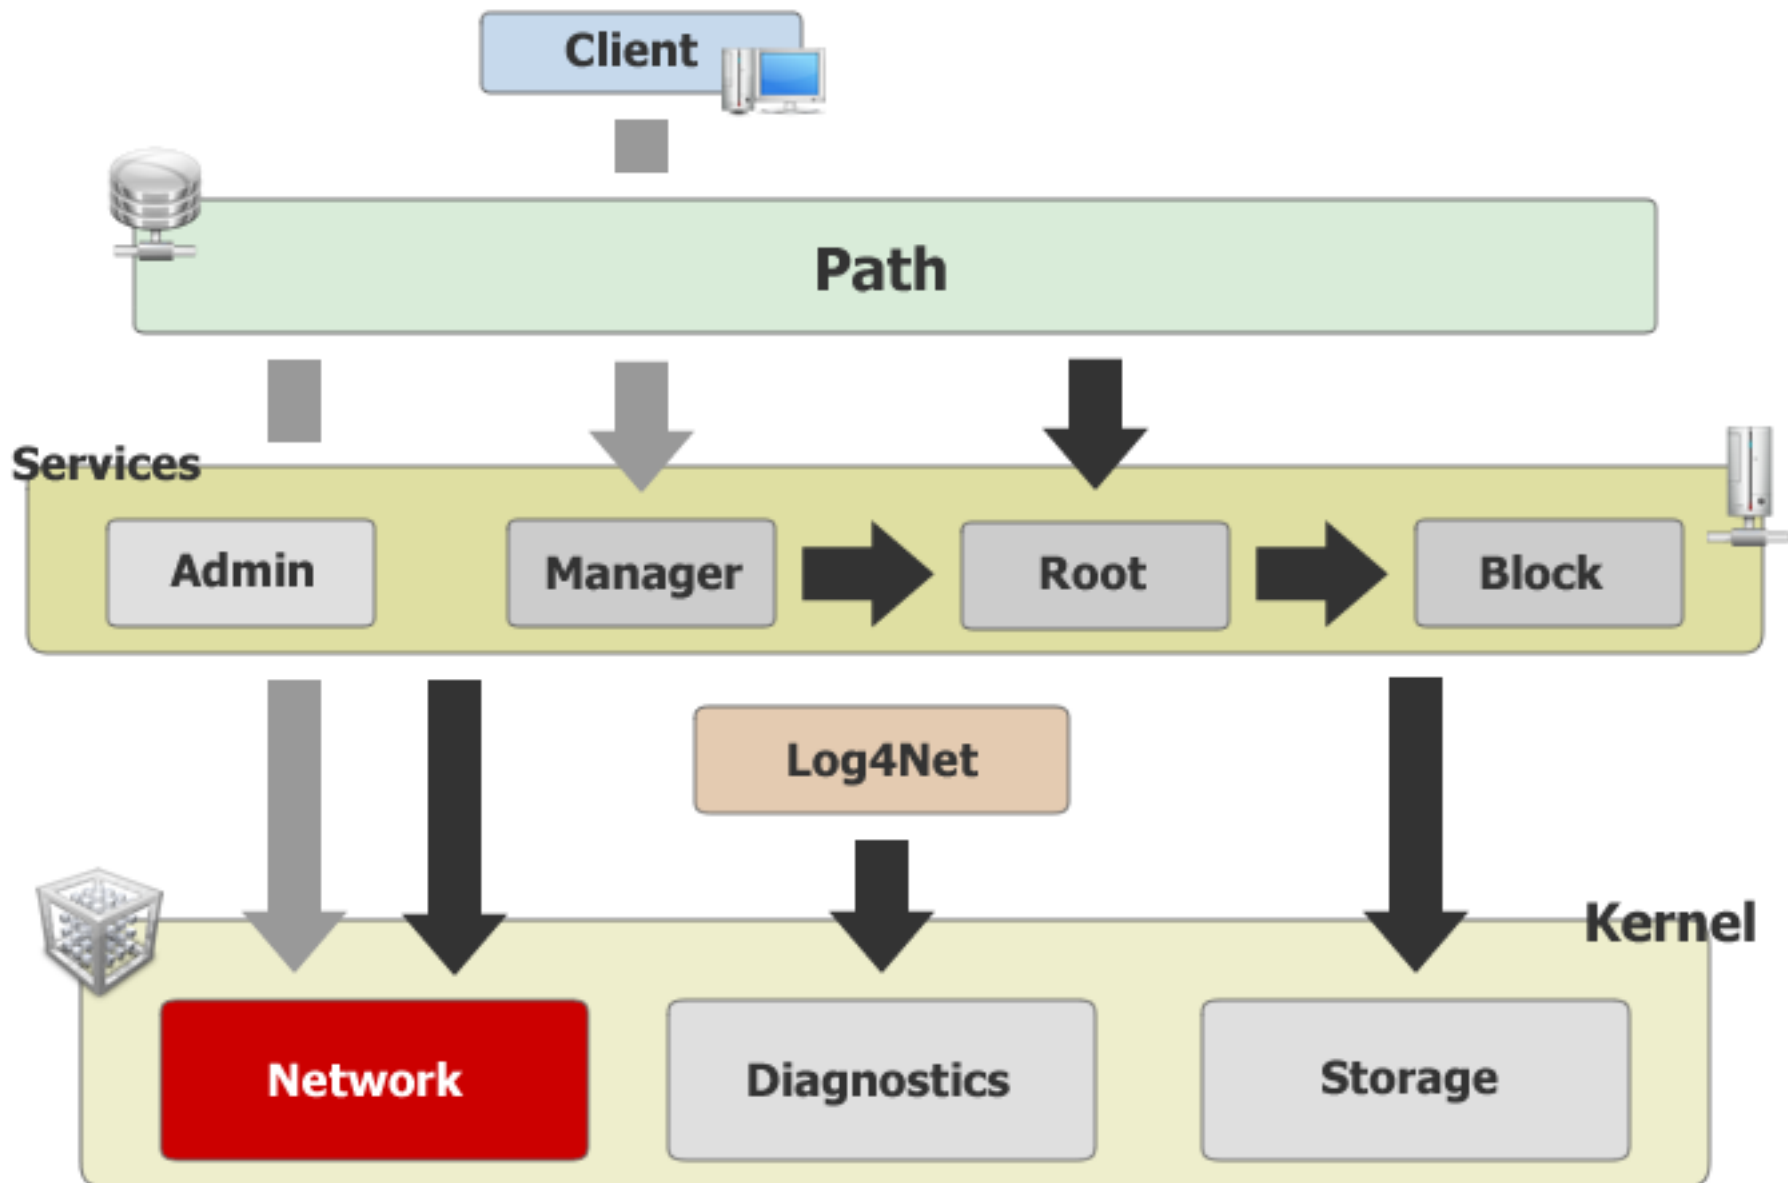 Client
Path
Services
Admin
Manager
Root
Block
Log4Net
Kernel
Network
Diagnostics
Storage